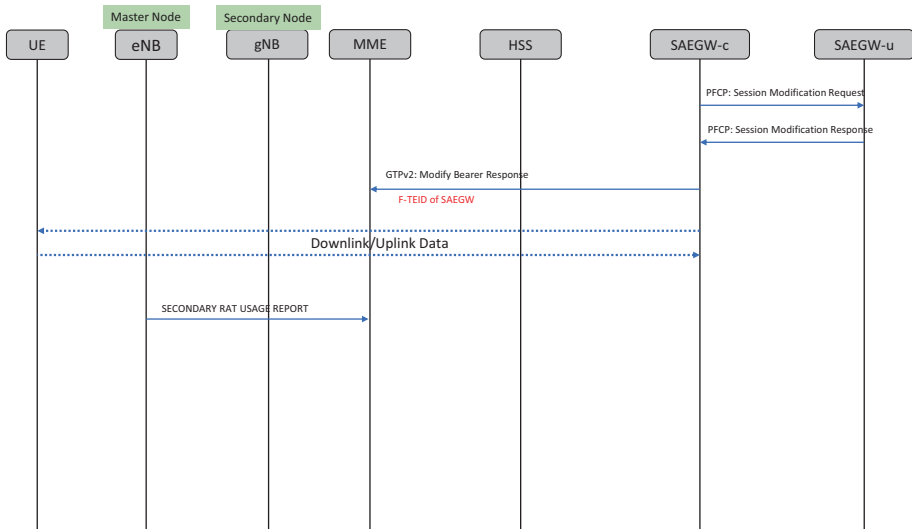 Master Node
Secondary Node
UE
eNB
gNB
MME
HSS
SAEGW-c
SAEGW-u
PFCP: Session Modification Request
PFCP: Session Modification Response
GTPv2: Modify Bearer Response
F-TEID of SAEGW
Downlink/Uplink Data
SECONDARY RAT USAGE REPORT